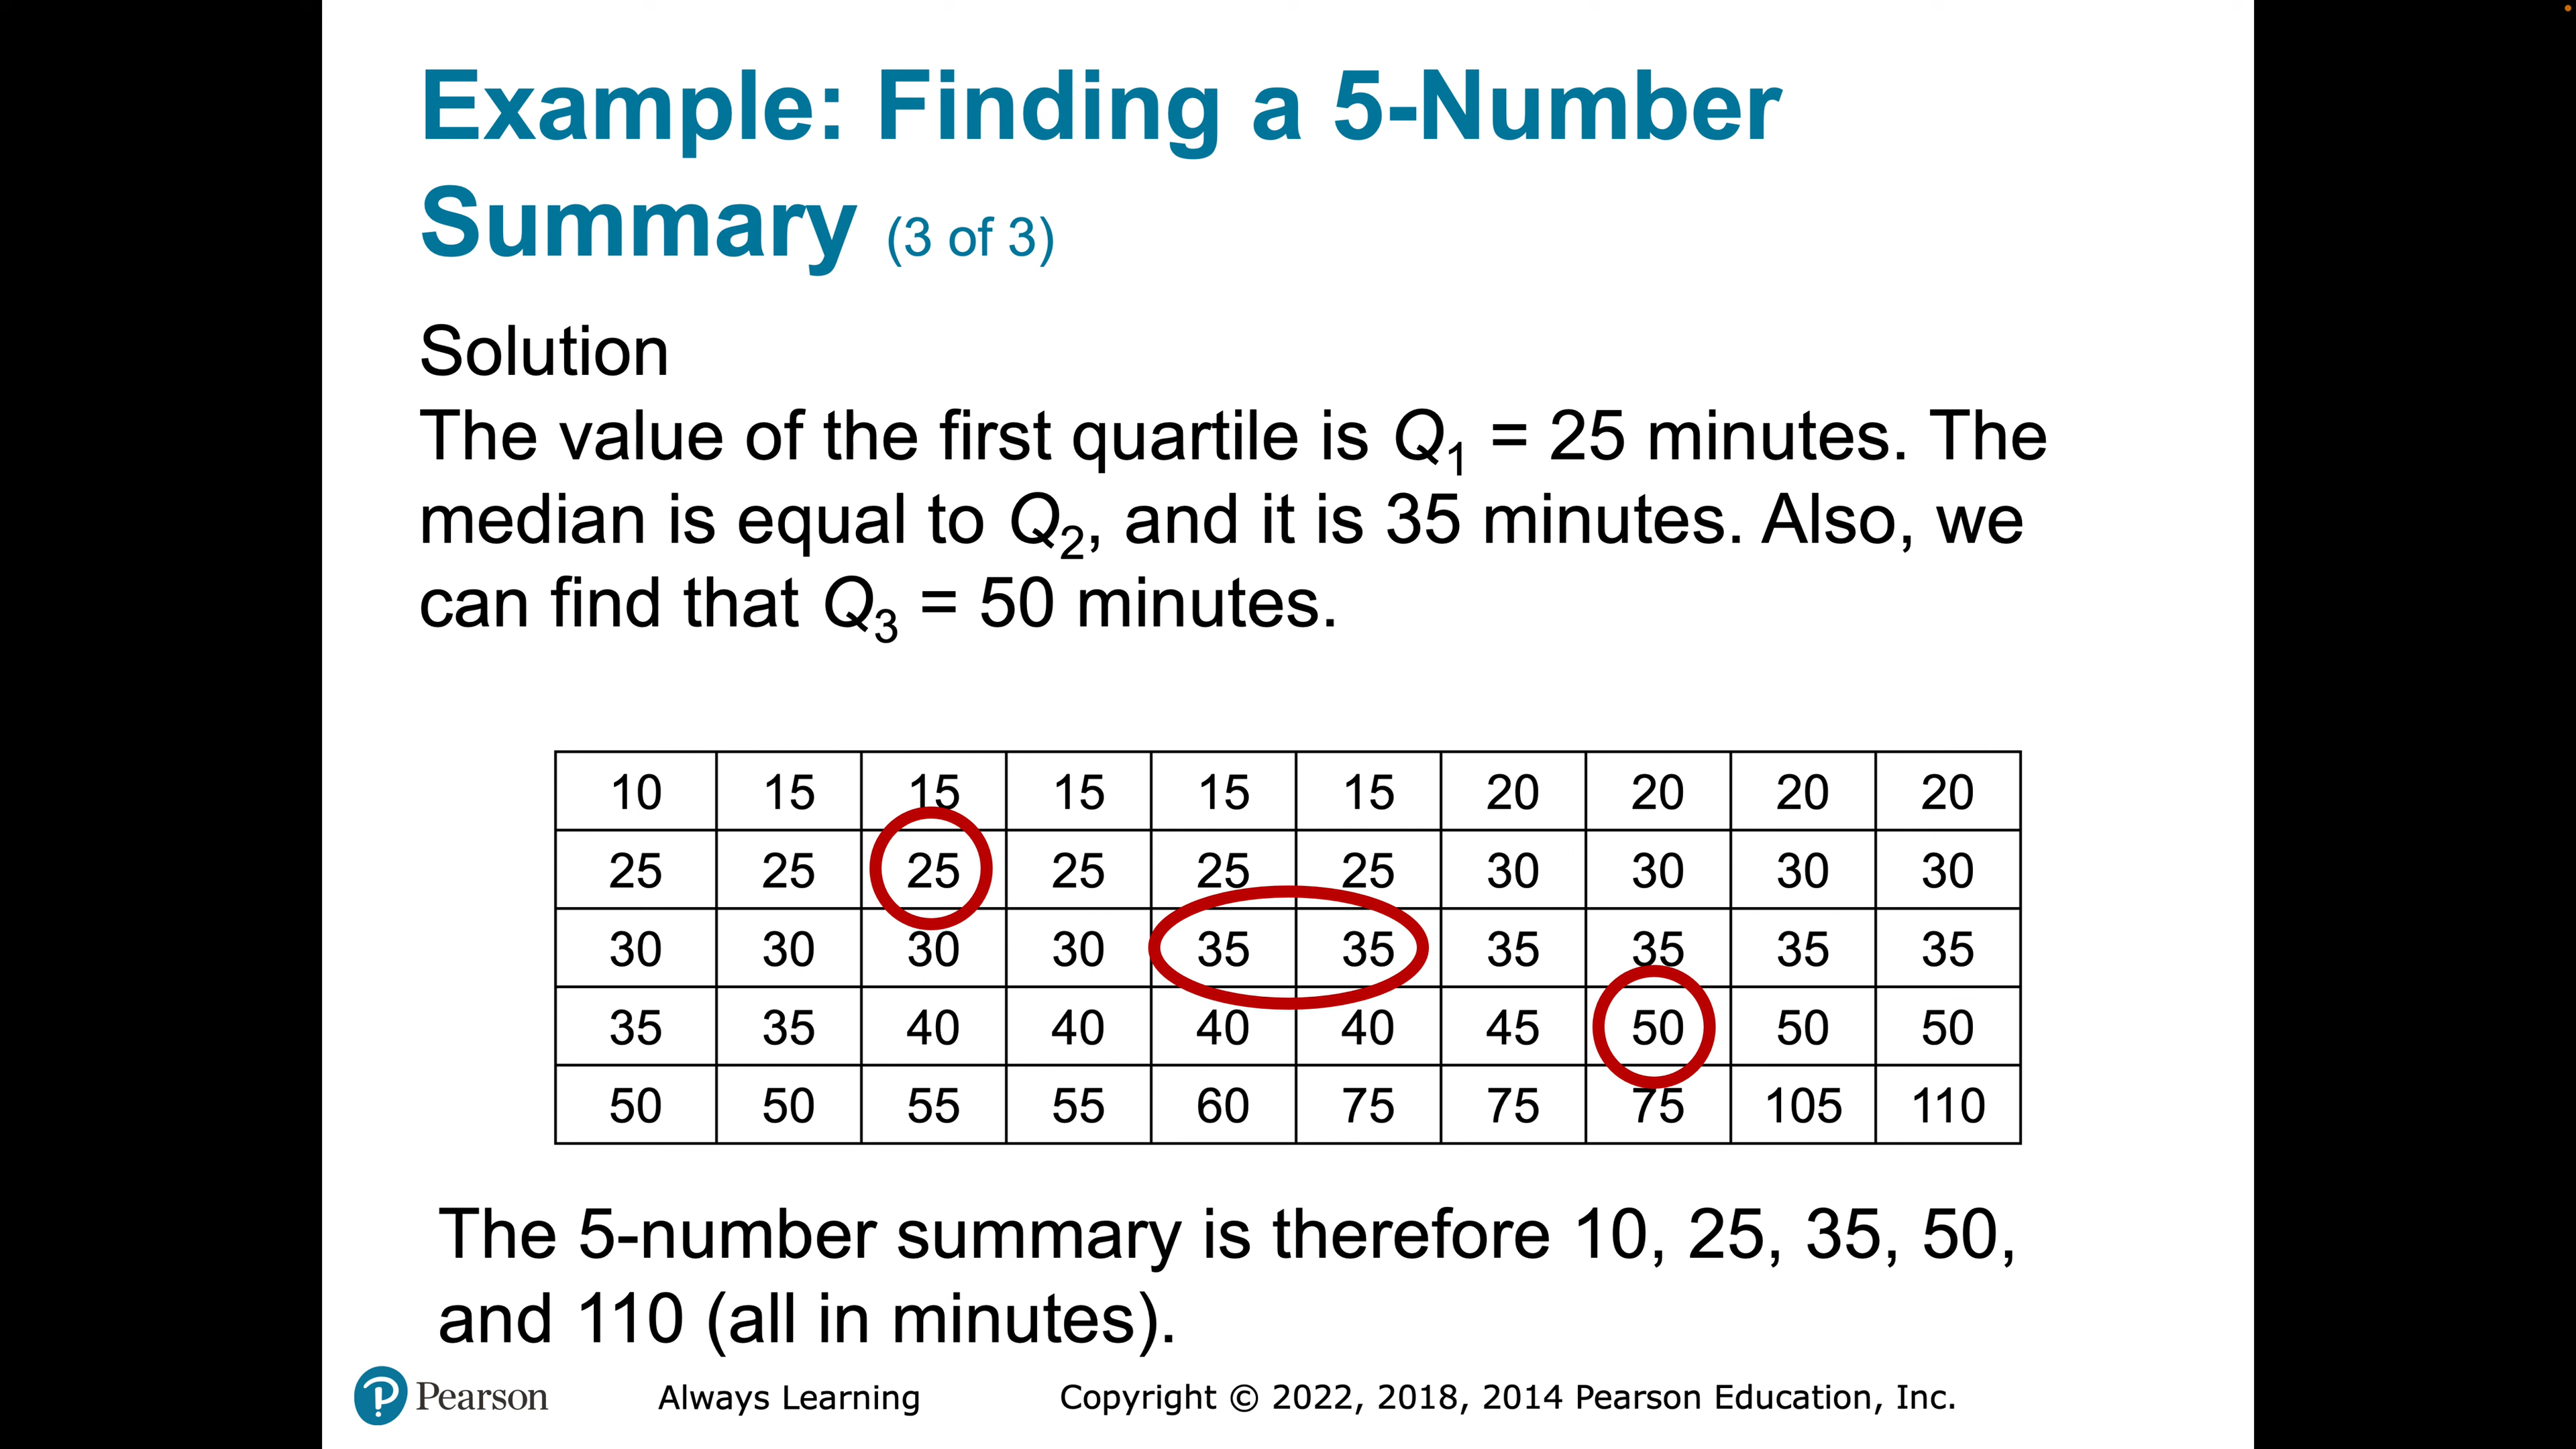 Example: Finding a 5-Number
Summary (3 of 3)
Solution
The value of the first quartile is Q1 = 25 minutes. The
median is equal to Q2, and it is 35 minutes. Also, we
can find that Q3 = 50 minutes.
10 15 15 15 15 15 20 20 20 20
25 25 25 25 25 25 30 30 30 30
30 30 30 30 35 35 35 35 35 35
35 35 40 40 40 40 45 50 50 50
50 50 55 55 60 75 75 75 105 110
The 5-number summary is therefore 10, 25, 35, 50,
and 110 (all in minutes).
Pearson Always Learning Copyright © 2022, 2018, 2014 Pearson Education, Inc.